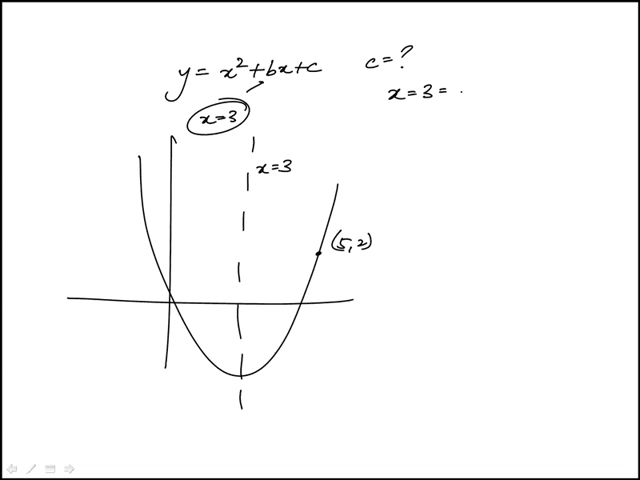 y = x² + bx + c
c = ?
x = 3 = .
x = 3
x = 3
(5, 2)